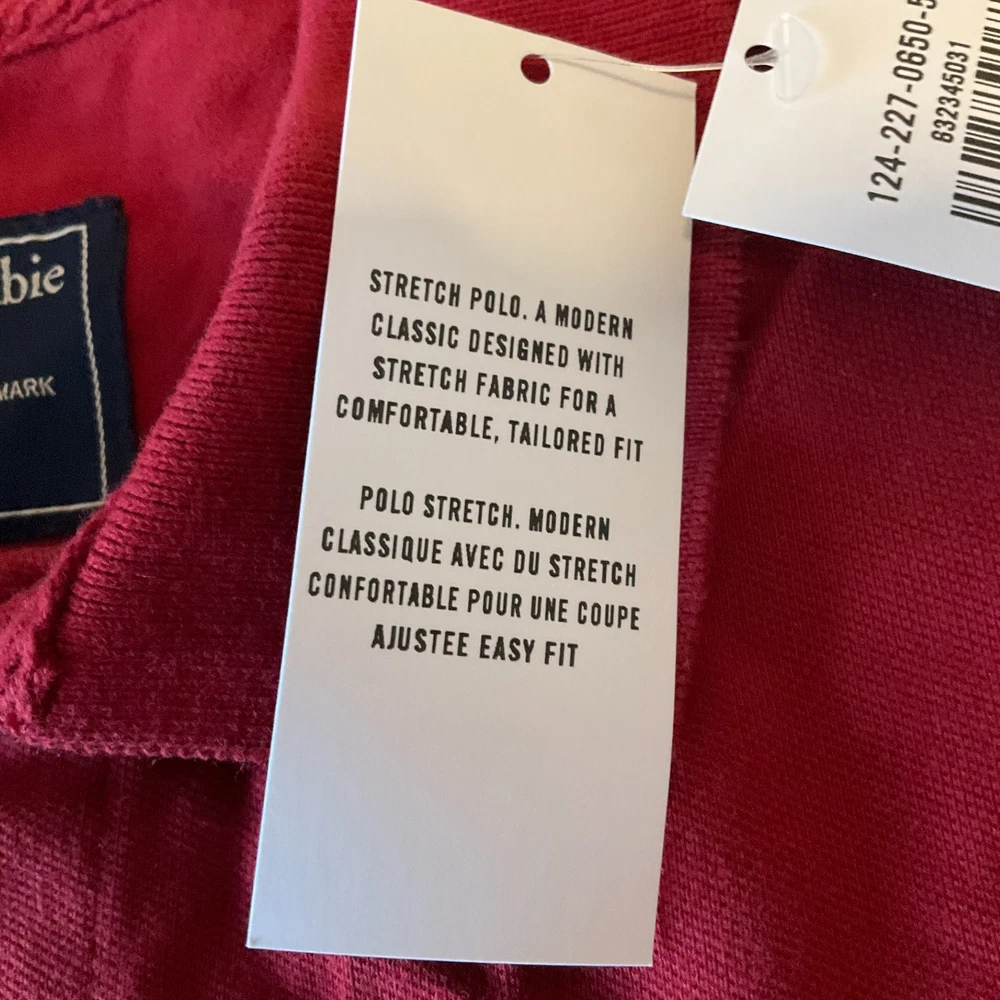 bie
MARK
STRETCH POLO. A MODERN
CLASSIC DESIGNED WITH
STRETCH FABRIC FOR A
COMFORTABLE, TAILORED FIT
POLO STRETCH. MODERN
CLASSIQUE AVEC DU STRETCH
CONFORTABLE POUR UNE COUPE
AJUSTEE EASY FIT
124-227-0650-5
632345031